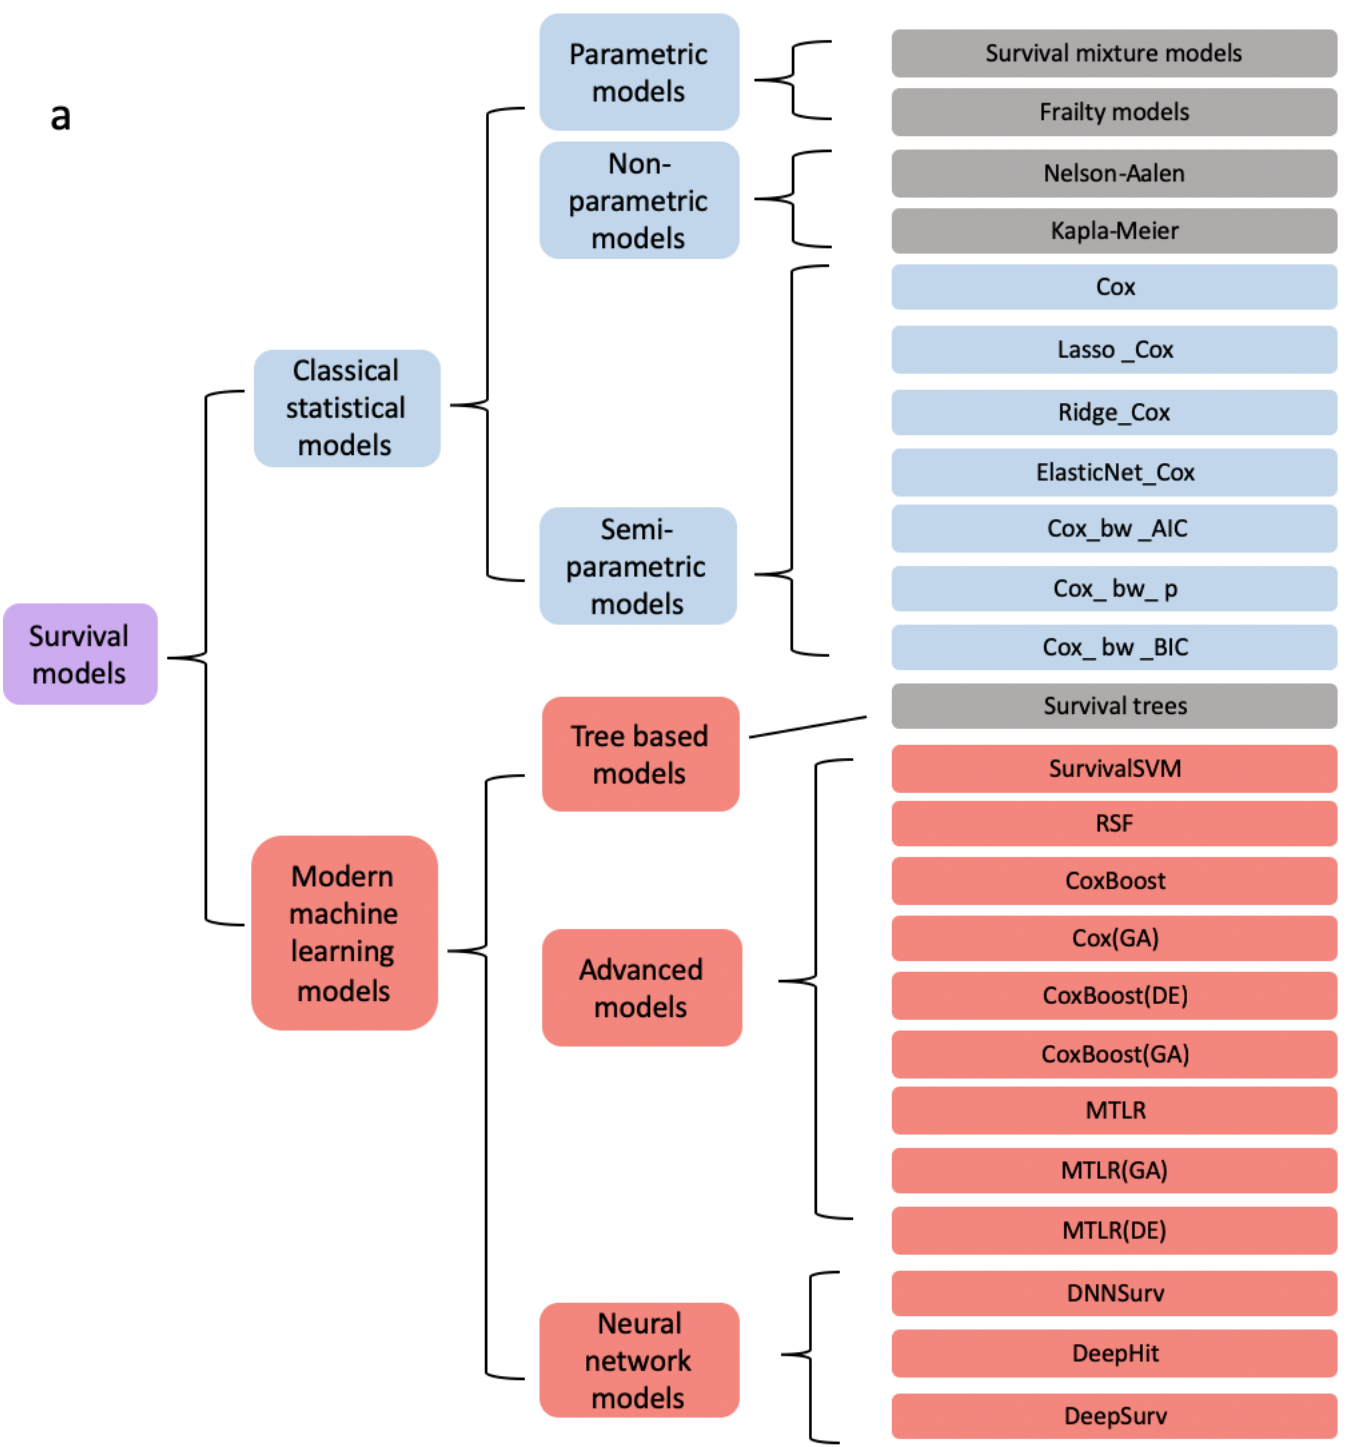 a
Survival
models
Classical
statistical
models
Modern
machine
learning
models
Parametric
models
Non-
parametric
models
Semi-
parametric
models
Tree based
models
Advanced
models
Neural
network
models
Survival mixture models
Frailty models
Nelson-Aalen
Kapla-Meier
Cox
Lasso _Cox
Ridge_Cox
ElasticNet_Cox
Cox_bw _AIC
Cox_ bw_ p
Cox_ bw _BIC
Survival trees
SurvivalSVM
RSF
CoxBoost
Cox(GA)
CoxBoost(DE)
CoxBoost(GA)
MTLR
MTLR(GA)
MTLR(DE)
DNNSurv
DeepHit
DeepSurv